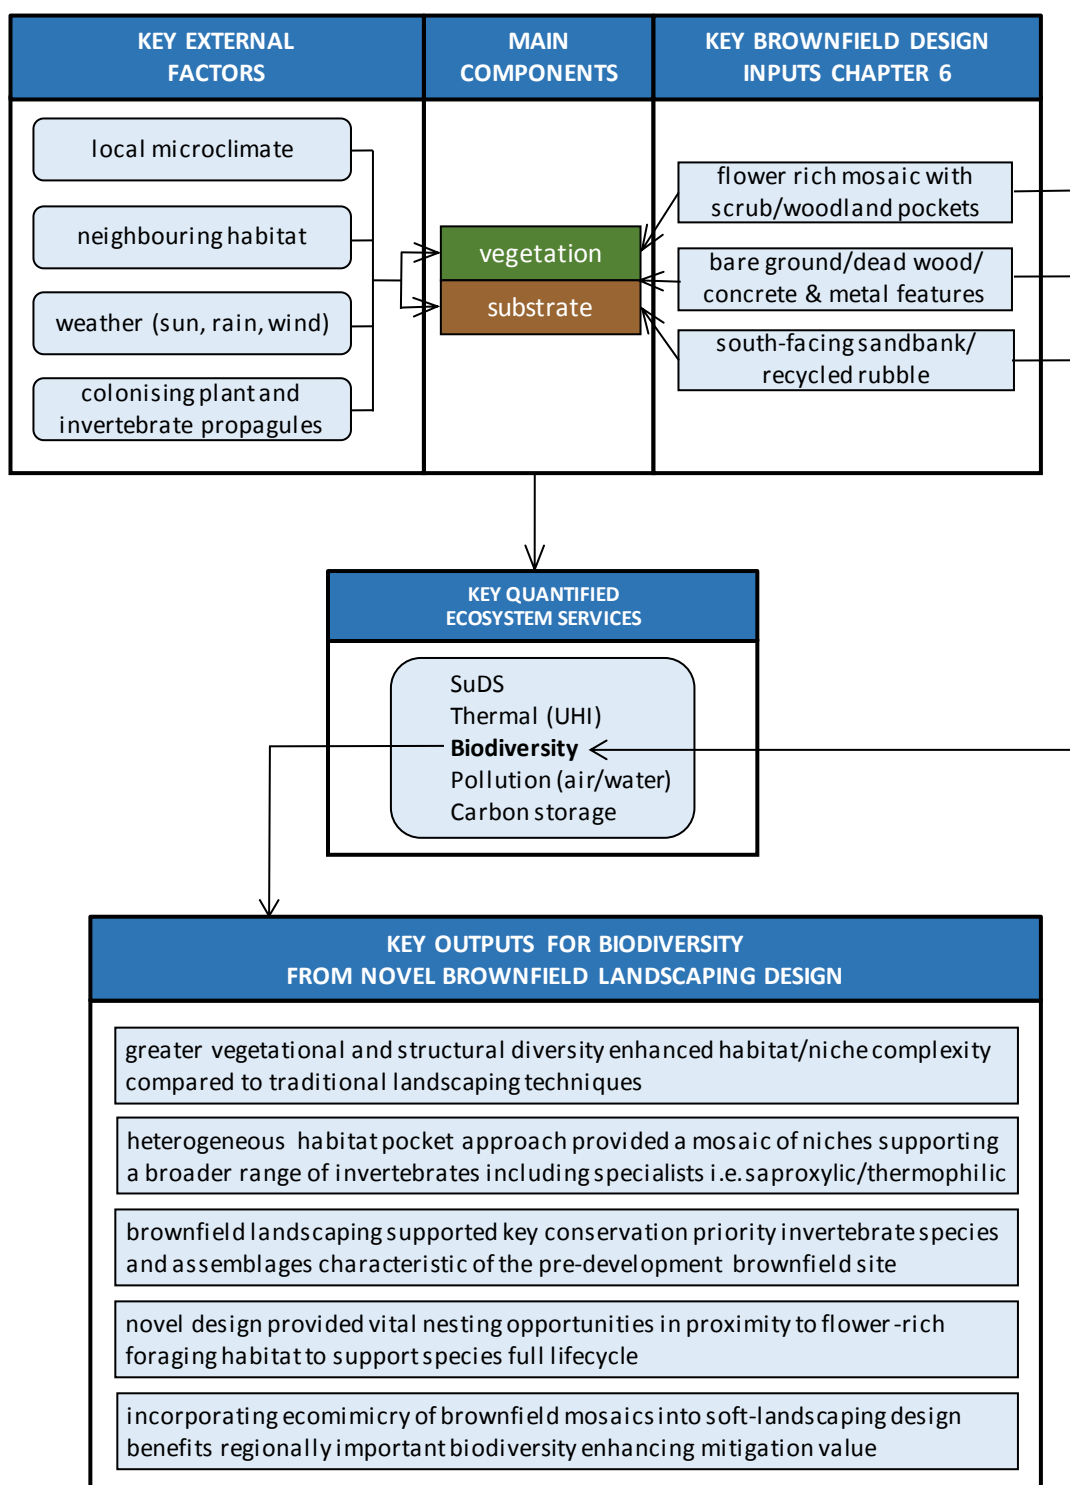 KEY EXTERNAL
FACTORS
MAIN
COMPONENTS
KEY BROWNFIELD DESIGN
INPUTS CHAPTER 6
local microclimate
neighbouring habitat
weather (sun, rain, wind)
colonising plant and
invertebrate propagules
vegetation
substrate
flower rich mosaic with
scrub/woodland pockets
bare ground/dead wood/
concrete & metal features
south-facing sandbank/
recycled rubble
KEY QUANTIFIED
ECOSYSTEM SERVICES
SuDS
Thermal (UHI)
Biodiversity
Pollution (air/water)
Carbon storage
KEY OUTPUTS FOR BIODIVERSITY
FROM NOVEL BROWNFIELD LANDSCAPING DESIGN
greater vegetational and structural diversity enhanced habitat/niche complexity
compared to traditional landscaping techniques
heterogeneous habitat pocket approach provided a mosaic of niches supporting
a broader range of invertebrates including specialists i.e. saproxylic/thermophilic
brownfield landscaping supported key conservation priority invertebrate species
and assemblages characteristic of the pre-development brownfield site
novel design provided vital nesting opportunities in proximity to flower-rich
foraging habitat to support species full lifecycle
incorporating ecomimicry of brownfield mosaics into soft-landscaping design
benefits regionally important biodiversity enhancing mitigation value